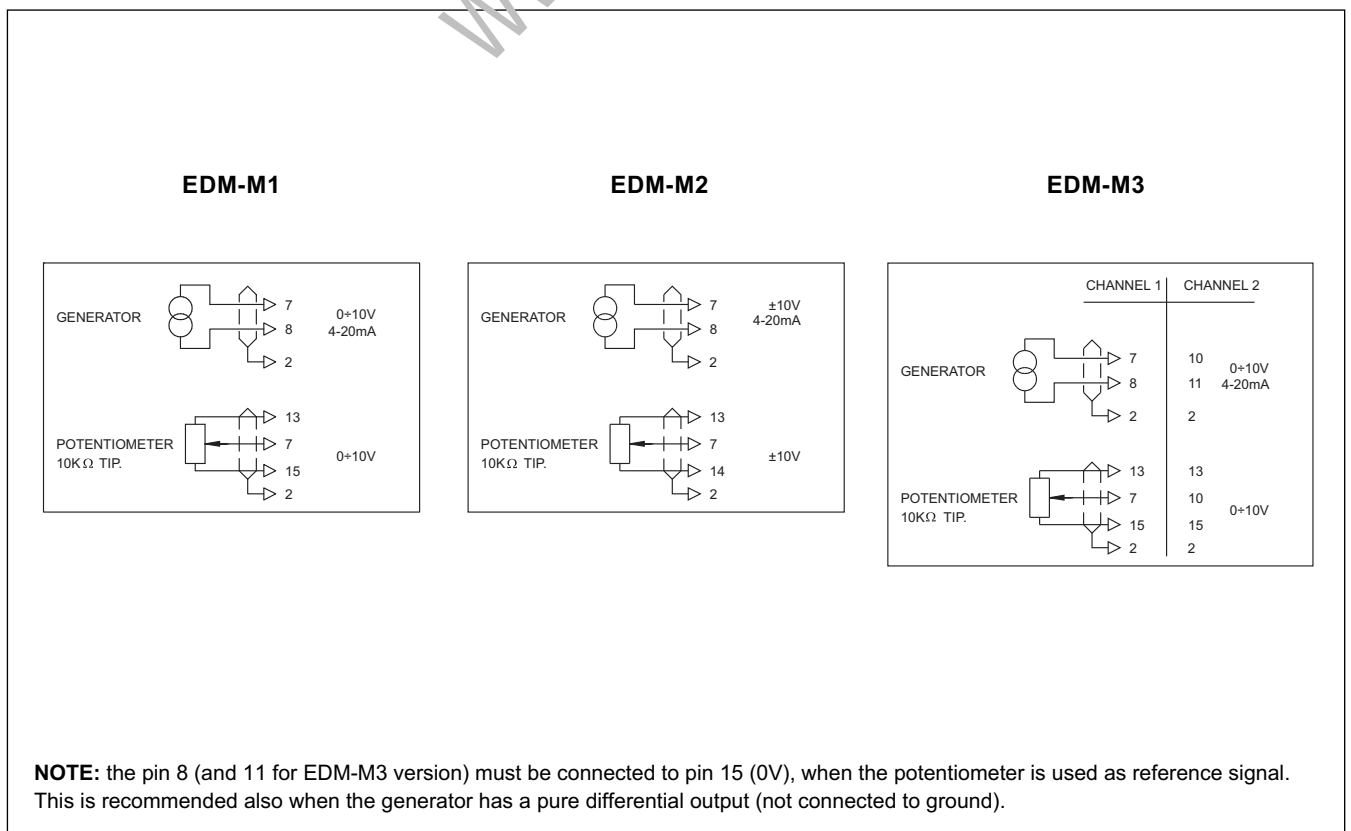 EDM-M1
EDM-M2
EDM-M3
GENERATOR
7
8
2
0÷10V
4-20mA
POTENTIOMETER
10KΩ TIP.
13
7
15
2
0÷10V
GENERATOR
7
8
2
±10V
4-20mA
POTENTIOMETER
10KΩ TIP.
13
7
14
2
±10V
CHANNEL 1 CHANNEL 2
GENERATOR
7 10
8 11
2 2
0÷10V
4-20mA
POTENTIOMETER
10KΩ TIP.
13 13
7 10
15 15
2 2
0÷10V
NOTE: the pin 8 (and 11 for EDM-M3 version) must be connected to pin 15 (0V), when the potentiometer is used as reference signal.
This is recommended also when the generator has a pure differential output (not connected to ground).